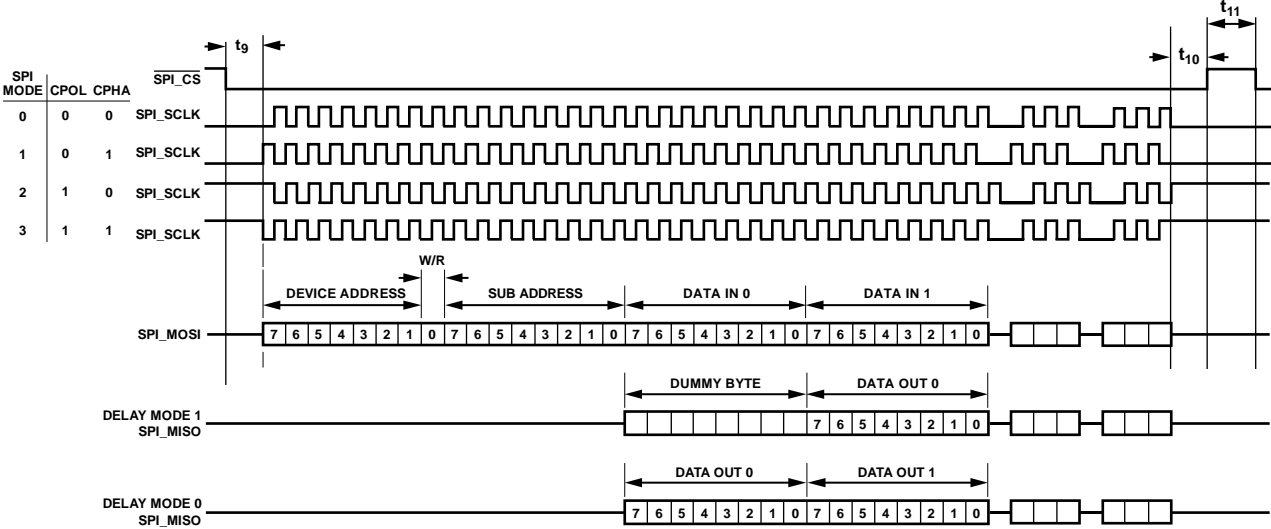 t11
t9
t10
SPI
MODE CPOL CPHA
SPI_CS
0 0 0 SPI_SCLK
1 0 1 SPI_SCLK
2 1 0 SPI_SCLK
3 1 1 SPI_SCLK
W/R
DEVICE ADDRESS SUB ADDRESS DATA IN 0 DATA IN 1
SPI_MOSI 7 6 5 4 3 2 1 0 7 6 5 4 3 2 1 0 7 6 5 4 3 2 1 0 7 6 5 4 3 2 1 0
DUMMY BYTE DATA OUT 0
DELAY MODE 1
SPI_MISO
7 6 5 4 3 2 1 0
DATA OUT 0 DATA OUT 1
DELAY MODE 0
SPI_MISO
7 6 5 4 3 2 1 0 7 6 5 4 3 2 1 0